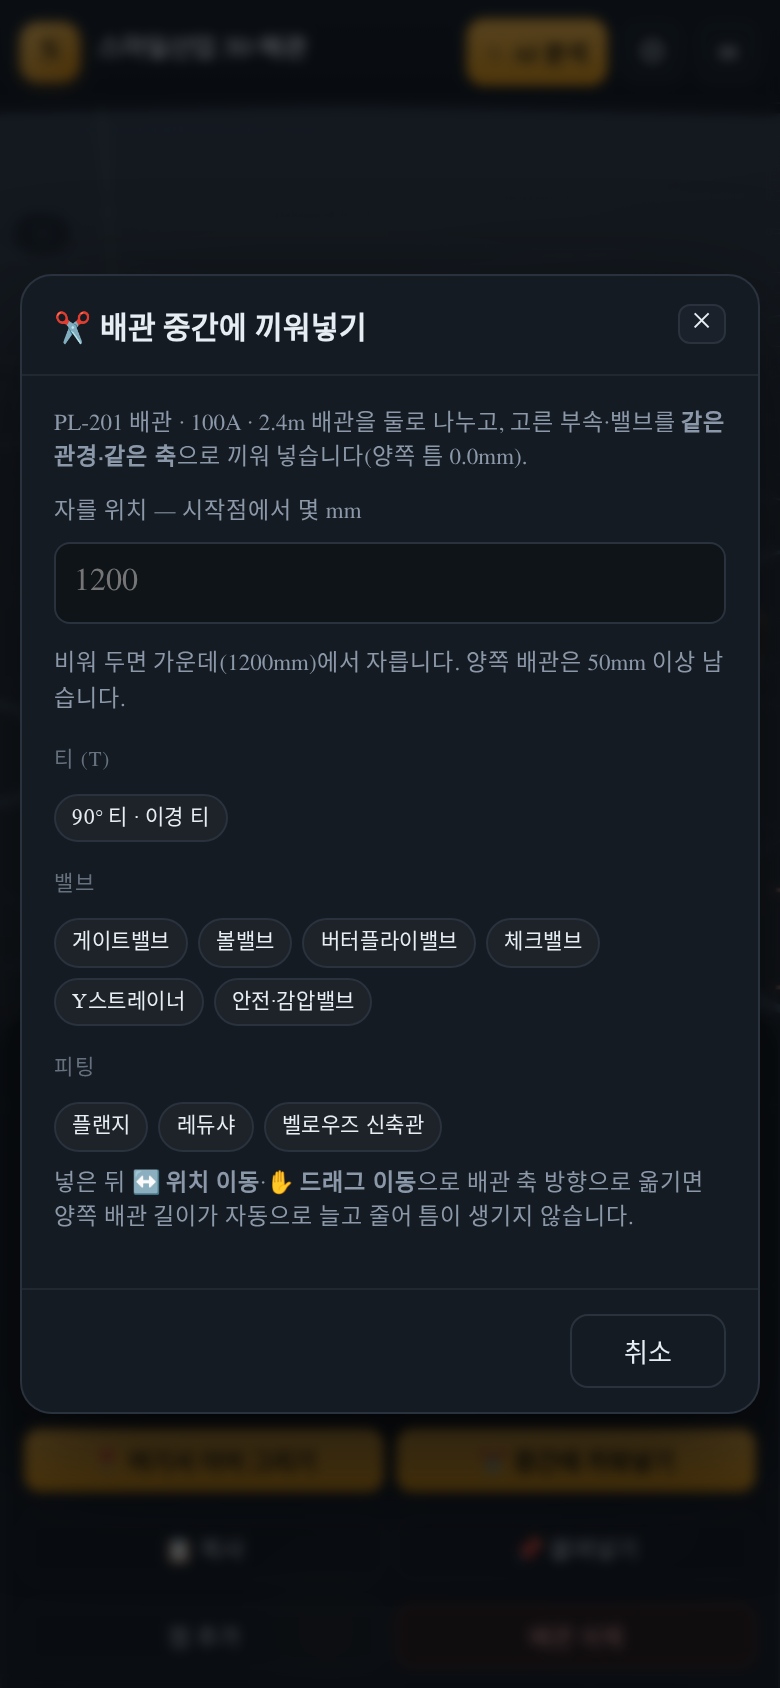 ✂️ 배관 중간에 끼워넣기
×
PL-201 배관 · 100A · 2.4m 배관을 둘로 나누고, 고른 부속·밸브를 같은
관경·같은 축으로 끼워 넣습니다(양쪽 틈 0.0mm).
자를 위치 — 시작점에서 몇 mm
1200
비워 두면 가운데(1200mm)에서 자릅니다. 양쪽 배관은 50mm 이상 남
습니다.
티 (T)
90° 티 · 이경 티
밸브
게이트밸브 볼밸브 버터플라이밸브 체크밸브
Y스트레이너 안전·감압밸브
피팅
플랜지 레듀샤 벨로우즈 신축관
넣은 뒤 ↔️ 위치 이동·✋ 드래그 이동으로 배관 축 방향으로 옮기면
양쪽 배관 길이가 자동으로 늘고 줄어 틈이 생기지 않습니다.
취소